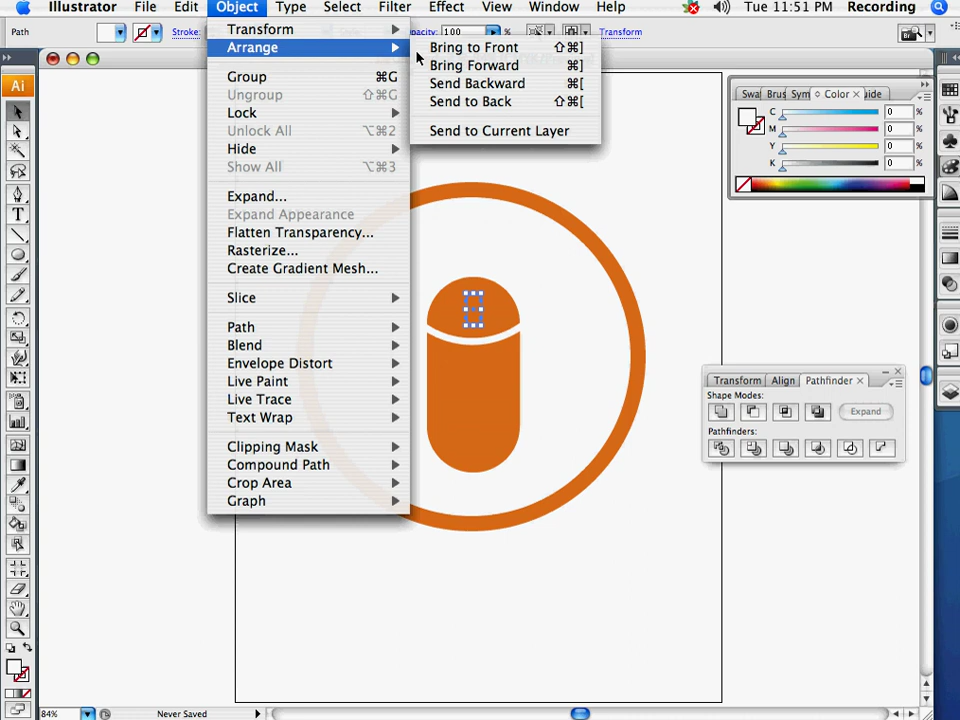 Illustrator File Edit Object Type Select Filter Effect View Window Help Tue 11:51 PM Recording
Path Stroke: Opacity: 100 % Transform
Transform
Arrange
Group ⌘G
Ungroup ⇧⌘G
Lock
Unlock All ⌥⌘2
Hide
Show All ⌥⌘3
Expand...
Expand Appearance
Flatten Transparency...
Rasterize...
Create Gradient Mesh...
Slice
Path
Blend
Envelope Distort
Live Paint
Live Trace
Text Wrap
Clipping Mask
Compound Path
Crop Area
Graph
Bring to Front ⇧⌘]
Bring Forward ⌘]
Send Backward ⌘[
Send to Back ⇧⌘[
Send to Current Layer
Ai
Swa Brus Sym Color × uide
C 0 %
M 0 %
Y 0 %
K 0 %
Transform Align Pathfinder ×
Shape Modes:
Expand
Pathfinders:
84% Never Saved